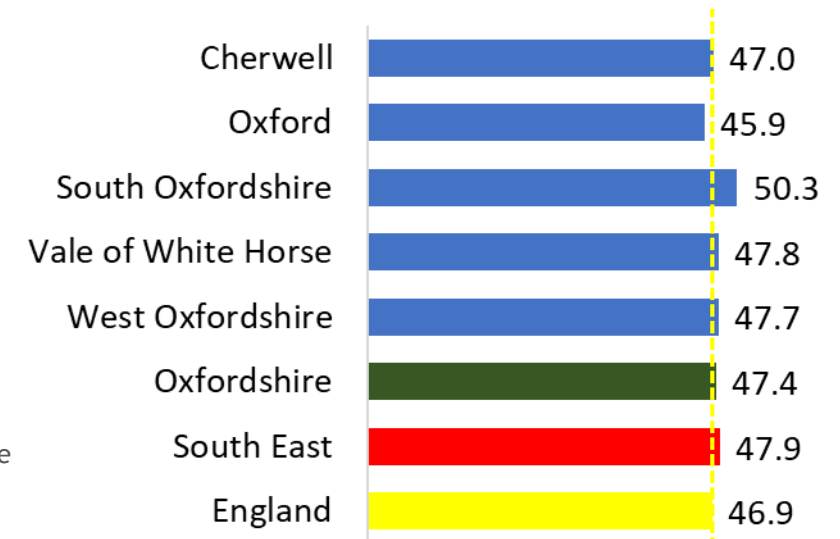 Cherwell 47.0
Oxford 45.9
South Oxfordshire 50.3
Vale of White Horse 47.8
West Oxfordshire 47.7
Oxfordshire 47.4
e
South East 47.9
England 46.9